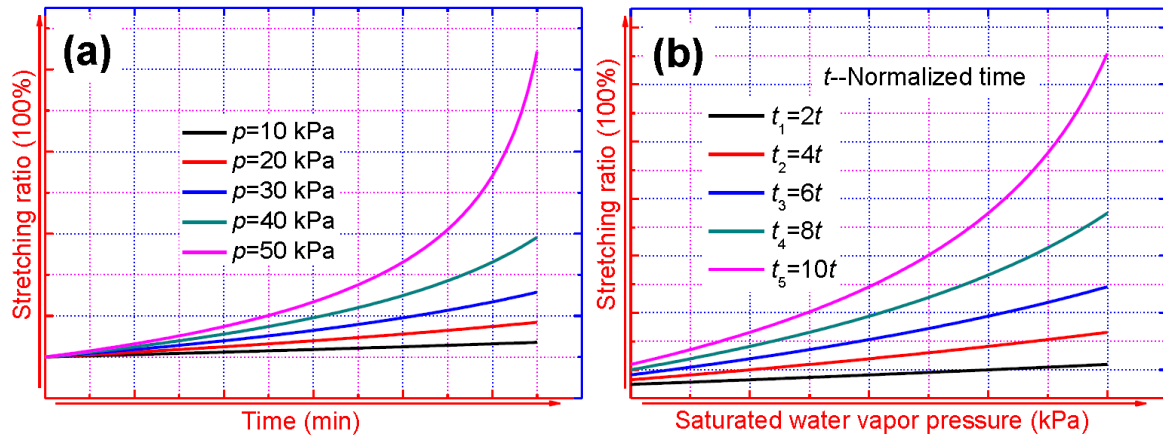 (a)
Stretching ratio (100%)
p=10 kPa
p=20 kPa
p=30 kPa
p=40 kPa
p=50 kPa
Time (min)
(b)
Stretching ratio (100%)
t--Normalized time
t₁=2t
t₂=4t
t₃=6t
t₄=8t
t₅=10t
Saturated water vapor pressure (kPa)